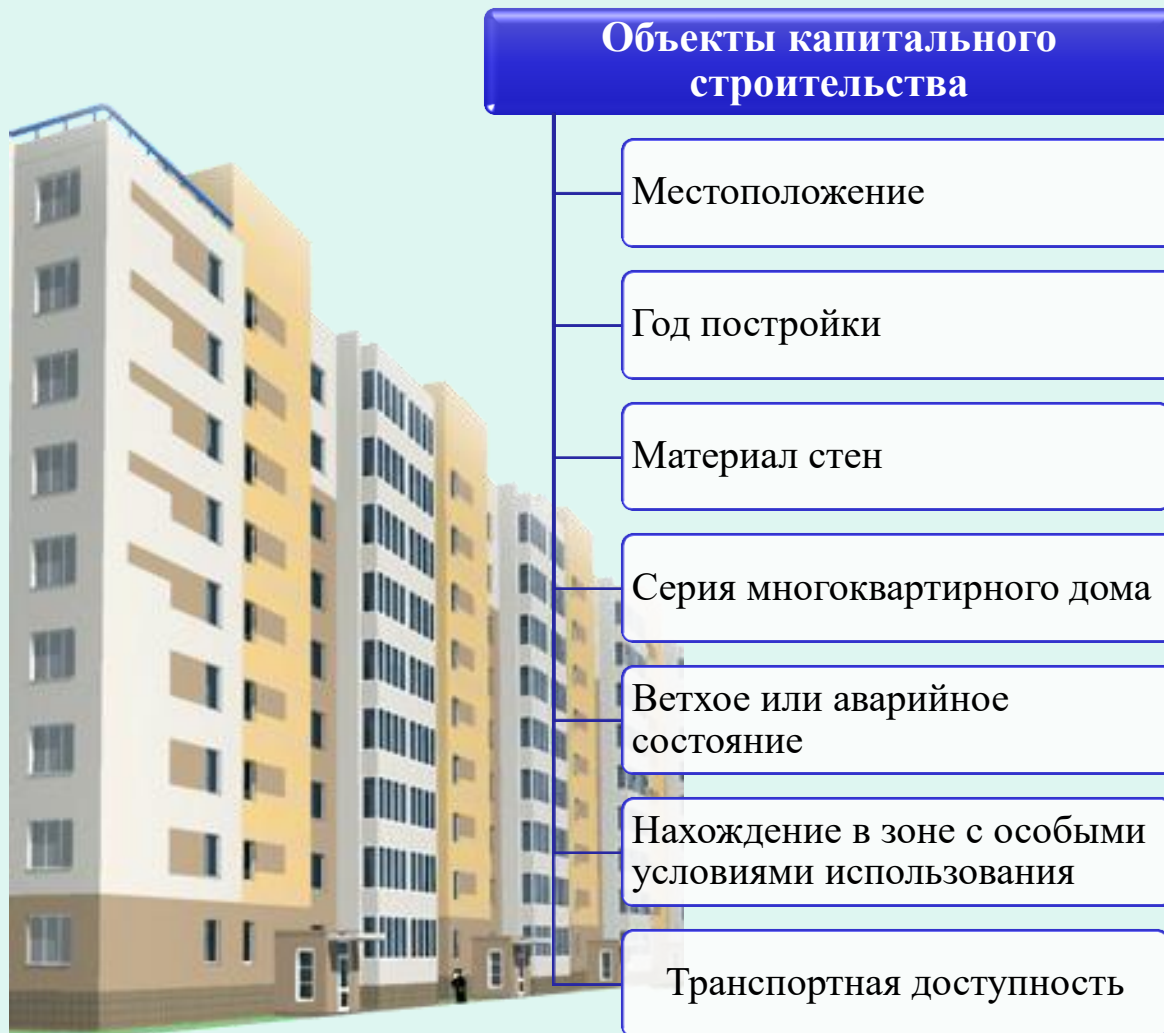 Объекты капитального
строительства
Местоположение
Год постройки
Материал стен
Серия многоквартирного дома
Ветхое или аварийное
состояние
Нахождение в зоне с особыми
условиями использования
Транспортная доступность